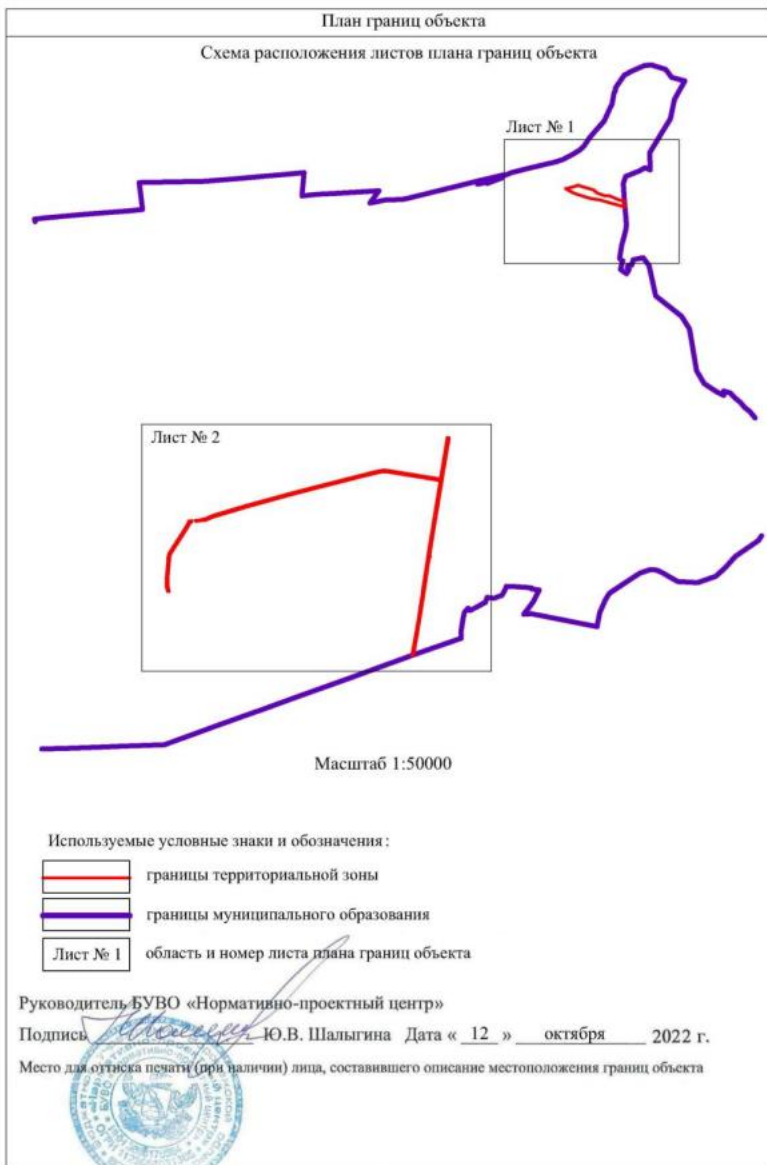 План границ объекта
Схема расположения листов плана границ объекта
Лист № 1
Лист № 2
Масштаб 1:50000
Используемые условные знаки и обозначения:
границы территориальной зоны
границы муниципального образования
Лист № 1 область и номер листа плана границ объекта
Руководитель БУВО «Нормативно-проектный центр»
Подпись Ю.В. Шалыгина Дата « 12 » октября 2022 г.
Место для оттиска печати (при наличии) лица, составившего описание местоположения границ объекта